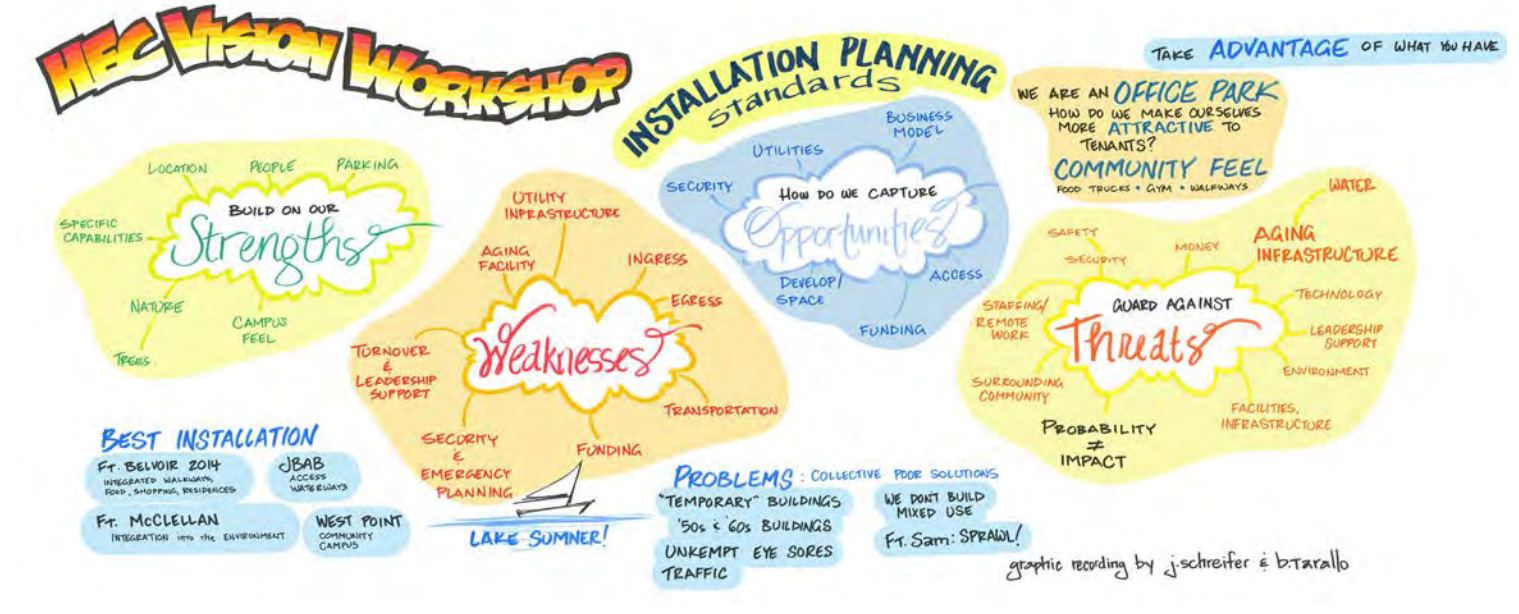 HEC VISION WORKSHOP
INSTALLATION PLANNING
standards
TAKE ADVANTAGE OF WHAT YOU HAVE
WE ARE AN OFFICE PARK
HOW DO WE MAKE OURSELVES
MORE ATTRACTIVE TO
TENANTS?
COMMUNITY FEEL
FOOD TRUCKS • GYM • WALKWAYS
LOCATION
PEOPLE
PARKING
SPECIFIC
CAPABILITIES
BUILD ON OUR
Strengths
NATURE
TREES
CAMPUS
FEEL
UTILITY
INFRASTRUCTURE
AGING
FACILITY
INGRESS
EGRESS
Weaknesses
TURNOVER
&
LEADERSHIP
SUPPORT
SECURITY
&
EMERGENCY
PLANNING
FUNDING
TRANSPORTATION
BUSINESS
MODEL
UTILITIES
SECURITY
HOW DO WE CAPTURE
Opportunities
DEVELOP/
SPACE
ACCESS
FUNDING
WATER
AGING
INFRASTRUCTURE
SAFETY
SECURITY
MONEY
TECHNOLOGY
STAFFING/
REMOTE
WORK
GUARD AGAINST
Threats
LEADERSHIP
SUPPORT
ENVIRONMENT
SURROUNDING
COMMUNITY
FACILITIES,
INFRASTRUCTURE
PROBABILITY
≠
IMPACT
BEST INSTALLATION
FT. BELVOIR 2014
INTEGRATED WALKWAYS,
FOOD, SHOPPING, RESIDENCES
JBAB
ACCESS
WATERWAYS
FT. McCLELLAN
INTEGRATION into the ENVIRONMENT
WEST POINT
COMMUNITY
CAMPUS
LAKE SUMNER!
PROBLEMS: COLLECTIVE POOR SOLUTIONS
"TEMPORARY" BUILDINGS
'50s & '60s BUILDINGS
UNKEMPT EYE SORES
TRAFFIC
WE DON'T BUILD
MIXED USE
FT. Sam: SPRAWL!
graphic recording by j.schreifer & b.Tarallo